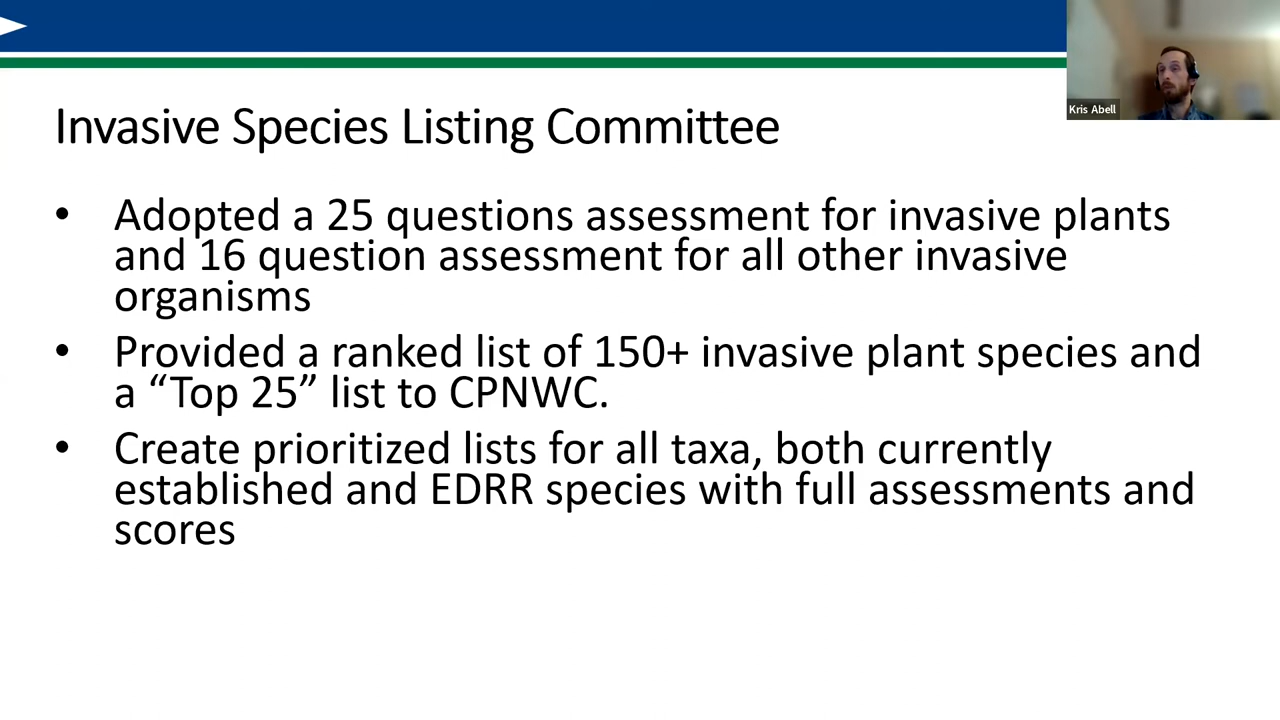 Kris Abell
Invasive Species Listing Committee
• Adopted a 25 questions assessment for invasive plants
and 16 question assessment for all other invasive
organisms
• Provided a ranked list of 150+ invasive plant species and
a “Top 25” list to CPNWC.
• Create prioritized lists for all taxa, both currently
established and EDRR species with full assessments and
scores